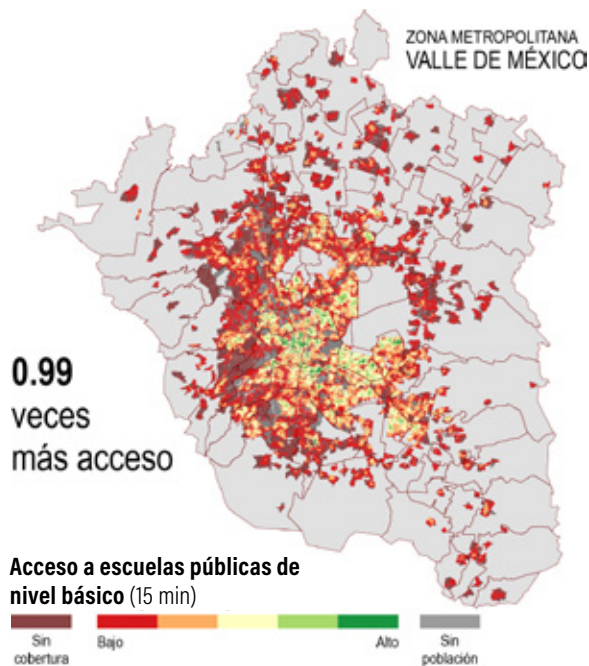 ZONA METROPOLITANA
VALLE DE MÉXICO
0.99
veces
más acceso
Acceso a escuelas públicas de
nivel básico (15 min)
Sin
cobertura
Bajo
Alto
Sin
población